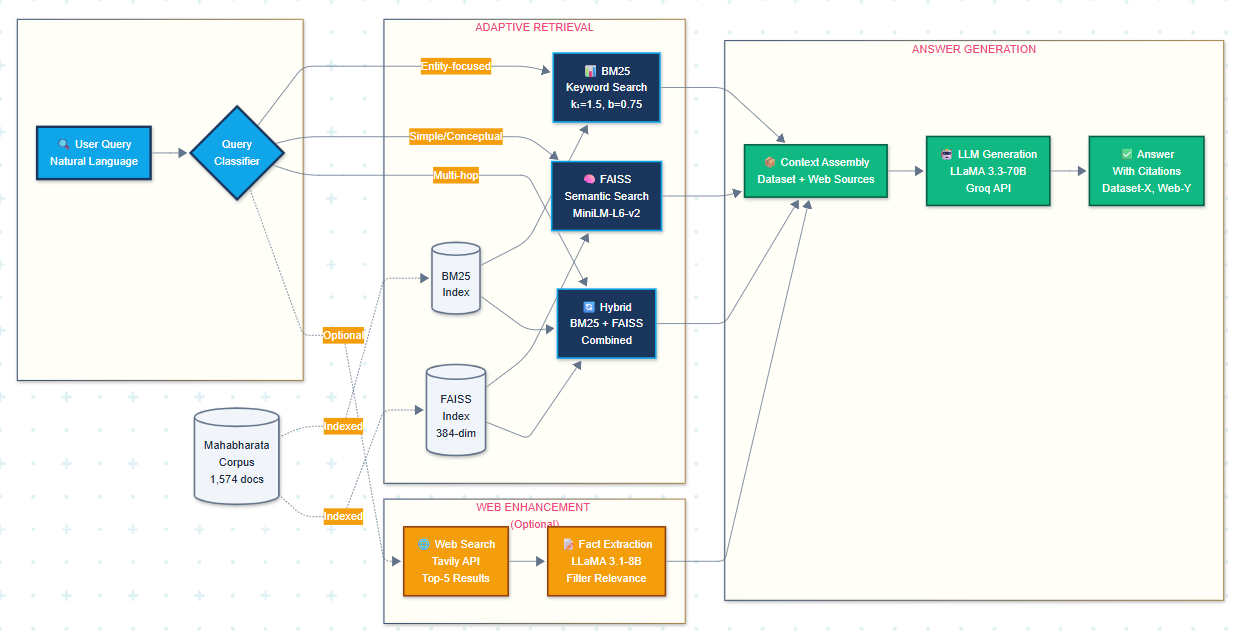 User Query
Natural Language
Query
Classifier
Optional
Mahabharata
Corpus
1,574 docs
Indexed
Indexed
ADAPTIVE RETRIEVAL
Entity-focused
Simple/Conceptual
Multi-hop
BM25
Keyword Search
k₁=1.5, b=0.75
FAISS
Semantic Search
MiniLM-L6-v2
BM25
Index
Hybrid
BM25 + FAISS
Combined
FAISS
Index
384-dim
WEB ENHANCEMENT
(Optional)
Web Search
Tavily API
Top-5 Results
Fact Extraction
LLaMA 3.1-8B
Filter Relevance
ANSWER GENERATION
Context Assembly
Dataset + Web Sources
LLM Generation
LLaMA 3.3-70B
Groq API
Answer
With Citations
Dataset-X, Web-Y